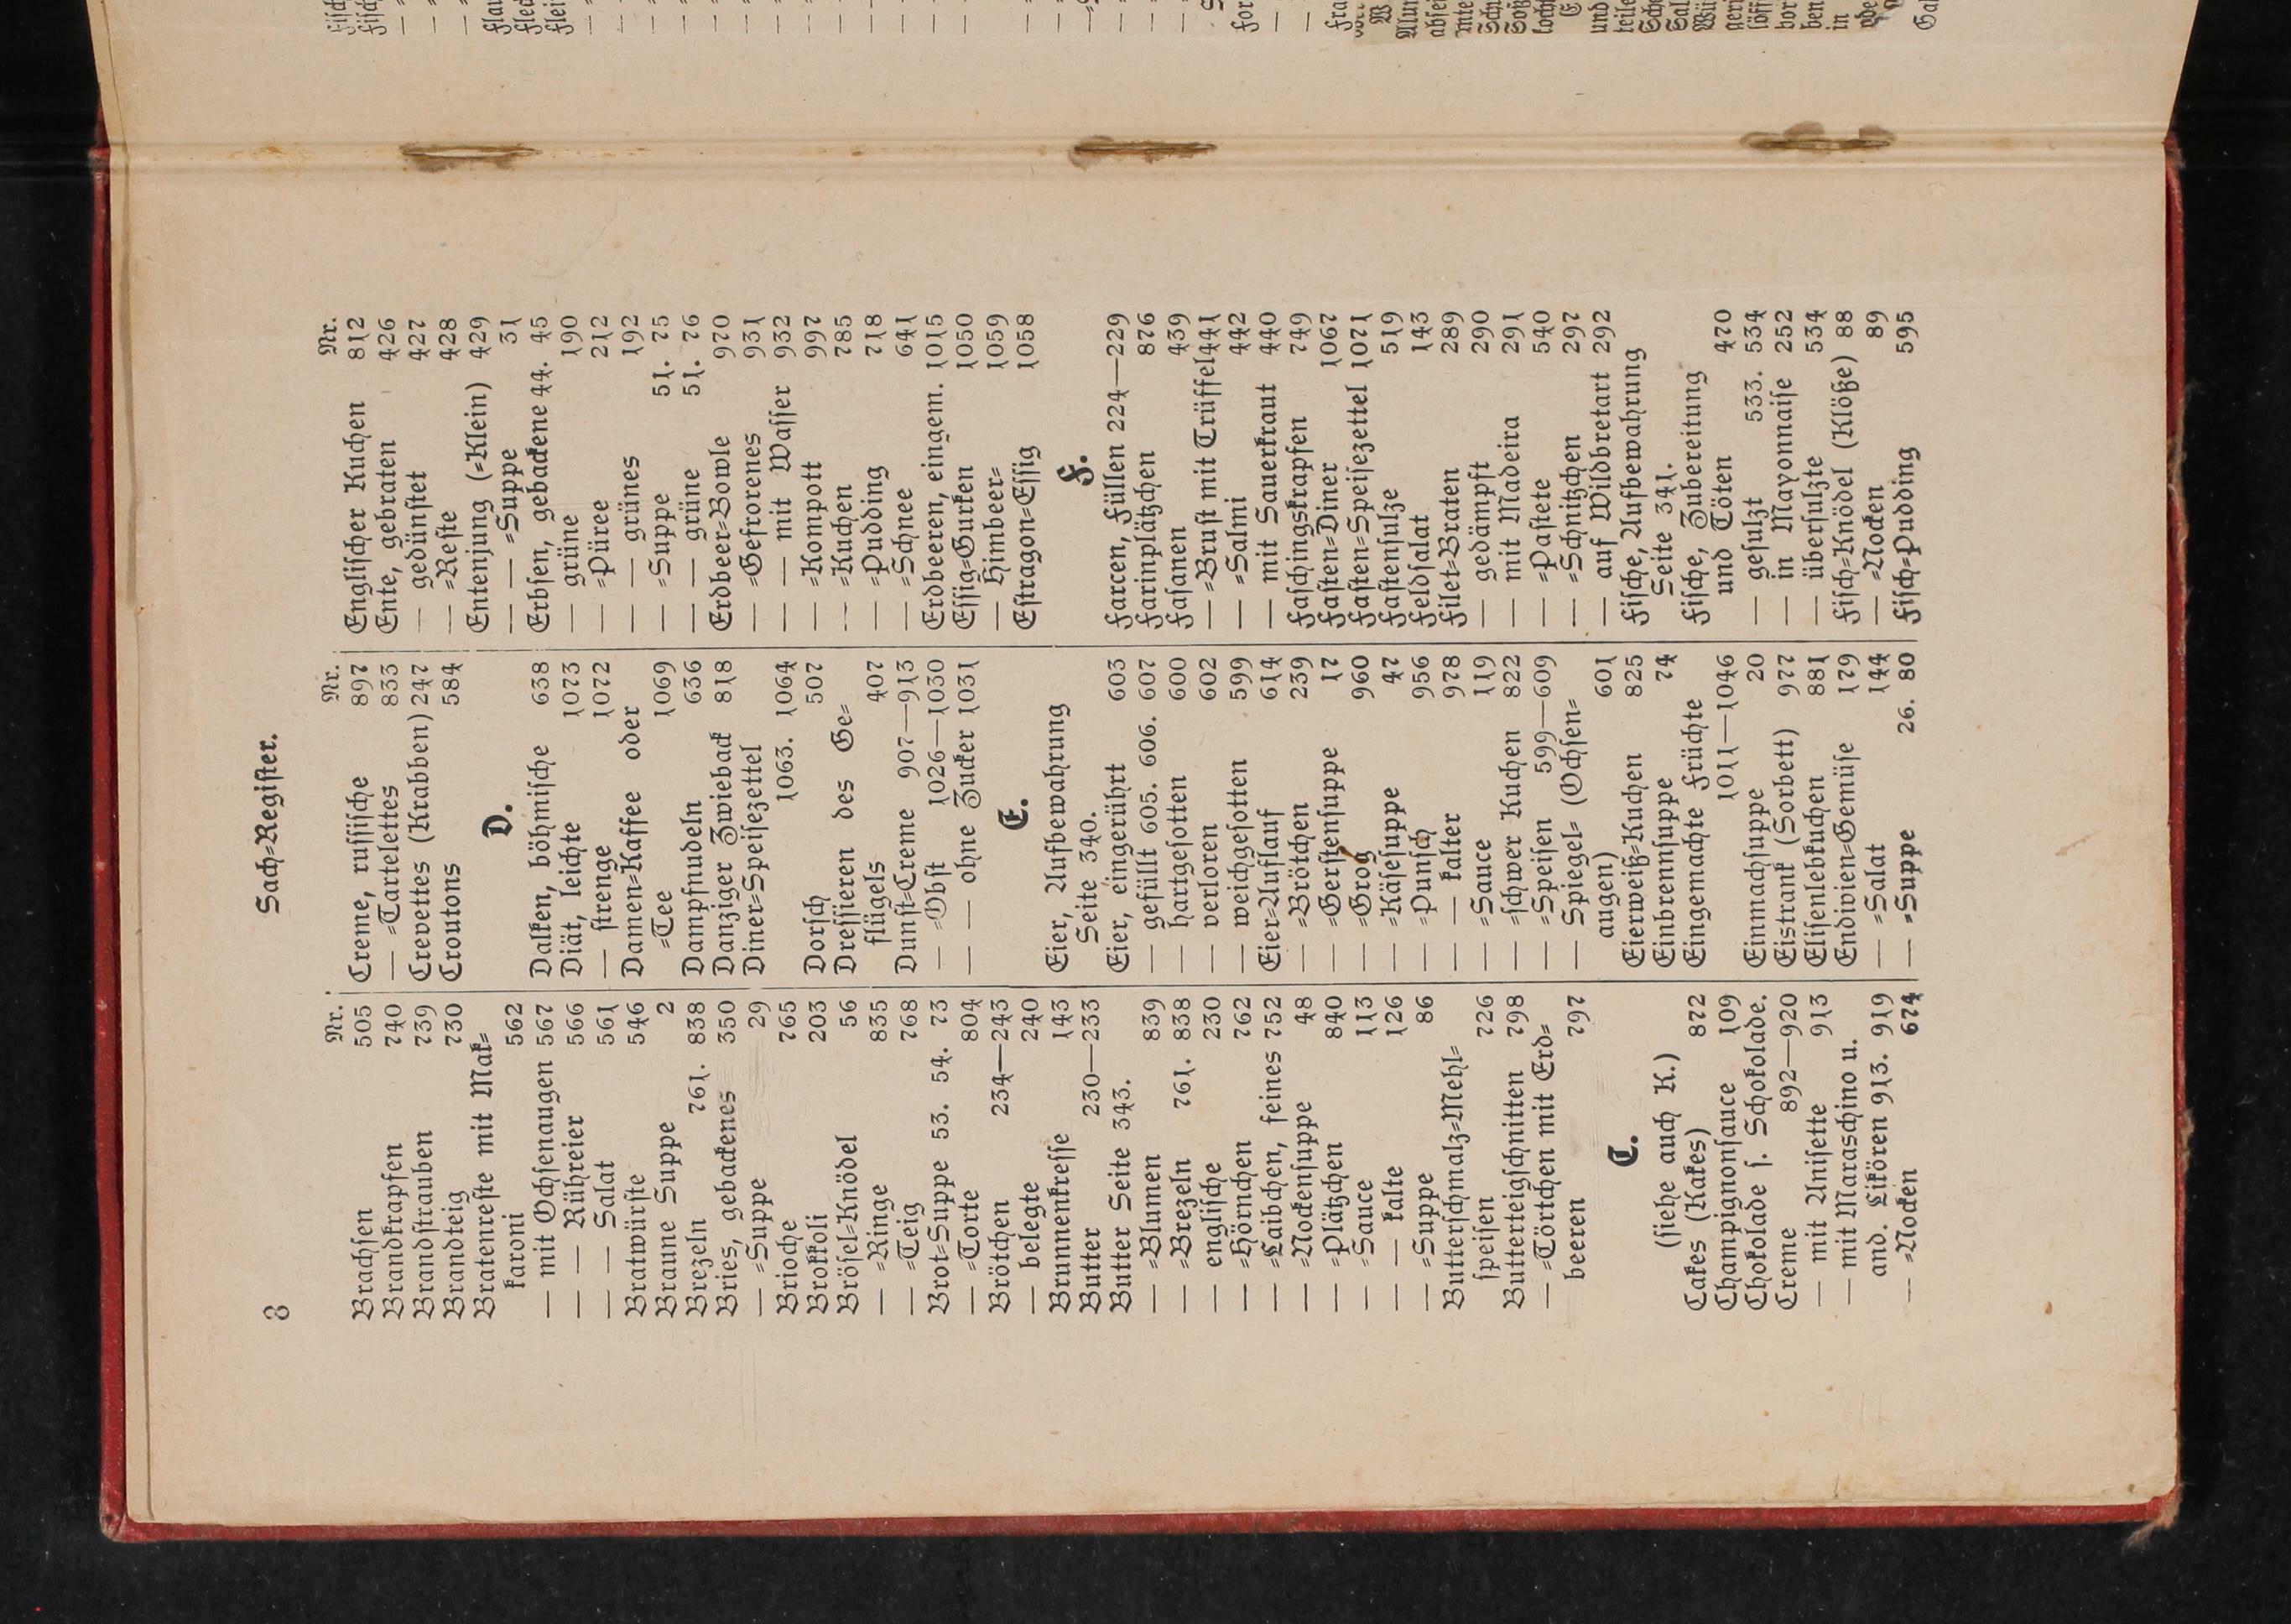 8
Sach=Register.
Nr.
Brachsen 505
Brandkrapfen 740
Brandstrauben 739
Brandteig 730
Bratenreste mit Mak=
karoni 562
— mit Ochsenaugen 567
— — Rühreier 566
— — Salat 561
Bratwürste 546
Braune Suppe 2
Brezeln 761. 838
Bries, gebackenes 350
— =Suppe 29
Brioche 765
Brokkoli 203
Brösel=Knödel 56
— =Ringe 835
— =Teig 768
Brot=Suppe 53. 54. 73
— =Torte 804
Brötchen 234—243
— belegte 240
Brunnenkresse 143
Butter 230—233
Butter Seite 343.
— =Blumen 839
— =Brezeln 761. 838
— englische 230
— =Hörnchen 762
— =Laibchen, feines 752
— =Nockensuppe 48
— =Plätzchen 840
— =Sauce 113
— — kalte 126
— =Suppe 86
Butterschmalz=Mehl=
speisen 726
Butterteigschnitten 798
— =Törtchen mit Erd=
beeren 797
C.
(siehe auch K.)
Cakes (Kakes) 872
Champignonsauce 109
Chokolade s. Schokolade.
Creme 892—920
— mit Anisette 913
— mit Maraschino u.
and. Likören 913. 919
— =Nocken 674
Nr.
Creme, russische 897
— =Tartelettes 833
Crevettes (Krabben) 247
Croutons 584
D.
Dalken, böhmische 638
Diät, leichte 1073
— strenge 1072
Damen=Kaffee oder
=Tee 1069
Dampfnudeln 636
Danziger Zwieback 818
Diner=Speisezettel
1063. 1064
Dorsch 507
Dressieren des Ge=
flügels 407
Dunst=Creme 907—913
— =Obst 1026—1030
— — ohne Zucker 1031
E.
Eier, Aufbewahrung
Seite 340.
Eier, eingerührt 603
— gefüllt 605. 606. 607
— hartgesotten 600
— verloren 602
— weichgesotten 599
Eier=Auflauf 614
— =Brötchen 239
— =Gerstensuppe 17
— =Grog 960
— =Käsesuppe 47
— =Punsch 956
— — kalter 978
— =Sauce 119
— =schwer Kuchen 822
— =Speisen 599—609
— Spiegel= (Ochsen=
augen) 601
Eierweiß=Kuchen 825
Einbrennsuppe 74
Eingemachte Früchte
1011—1046
Einmachsuppe 20
Eistrank (Sorbett) 977
Elisenlebkuchen 881
Endivien=Gemüse 179
— =Salat 144
— =Suppe 26. 80
Nr.
Englischer Kuchen 812
Ente, gebraten 426
— gedünstet 427
— =Reste 428
Entenjung (=Klein) 429
— — =Suppe 31
Erbsen, gebackene 44. 45
— grüne 190
— =Püree 212
— — grünes 192
— =Suppe 51. 75
— — grüne 51. 76
Erdbeer=Bowle 970
— =Gefrorenes 931
— — mit Wasser 932
— =Kompott 997
— =Kuchen 785
— =Pudding 718
— =Schnee 641
Erdbeeren, eingem. 1015
Essig=Gurken 1050
— Himbeer= 1059
Estragon=Essig 1058
F.
Farcen, Füllen 224—229
Farinplätzchen 876
Fasanen 439
— =Brust mit Trüffel 441
— =Salmi 442
— mit Sauerkraut 440
Faschingskrapfen 749
Fasten=Diner 1067
Fasten=Speisezettel 1071
Fastensulze 519
Feldsalat 143
Filet=Braten 289
— gedämpft 290
— mit Madeira 291
— =Pastete 540
— =Schnitzchen 297
— auf Wildbretart 292
Fische, Aufbewahrung
Seite 341.
Fische, Zubereitung
und Töten 470
— gesulzt 533. 534
— in Mayonnaise 252
— übersulzte 534
Fisch=Knödel (Klöße) 88
— =Nocken 89
Fisch=Pudding 595